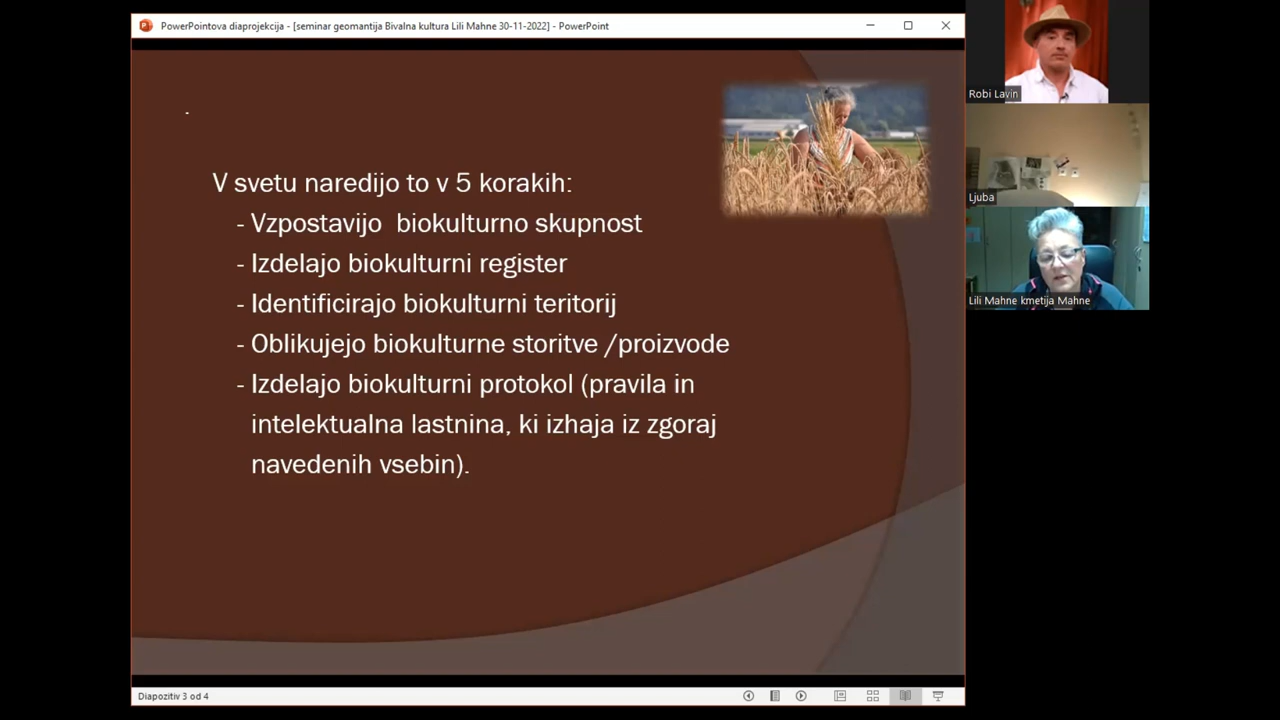 PowerPointova diaprojekcija - [seminar geomantija Bivalna kultura Lili Mahne 30-11-2022] - PowerPoint
.
V svetu naredijo to v 5 korakih:
- Vzpostavijo  biokulturno skupnost
- Izdelajo biokulturni register
- Identificirajo biokulturni teritorij
- Oblikujejo biokulturne storitve /proizvode
- Izdelajo biokulturni protokol (pravila in
intelektualna lastnina, ki izhaja iz zgoraj
navedenih vsebin).
Diapozitiv 3 od 4
Robi Lavin
Ljuba
Lili Mahne kmetija Mahne